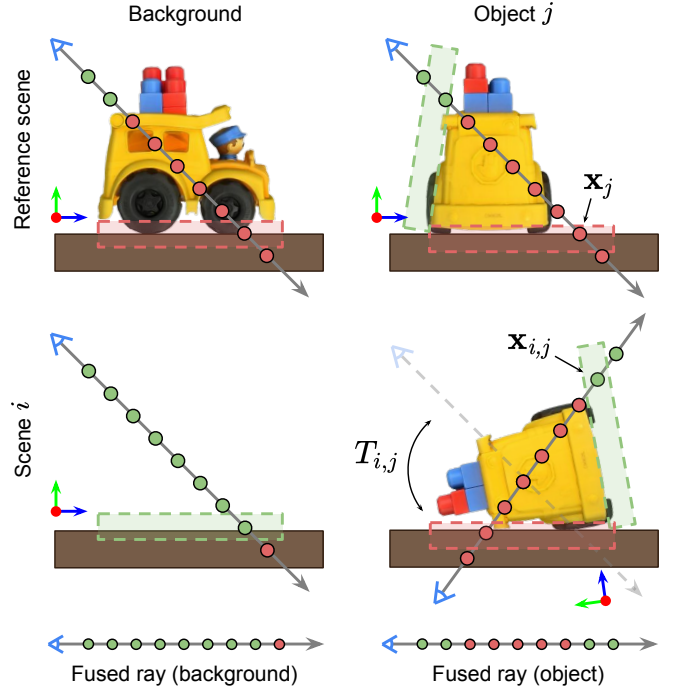 Background
Object j
Reference scene
x_j
Scene i
x_{i,j}
T_{i,j}
Fused ray (background)
Fused ray (object)